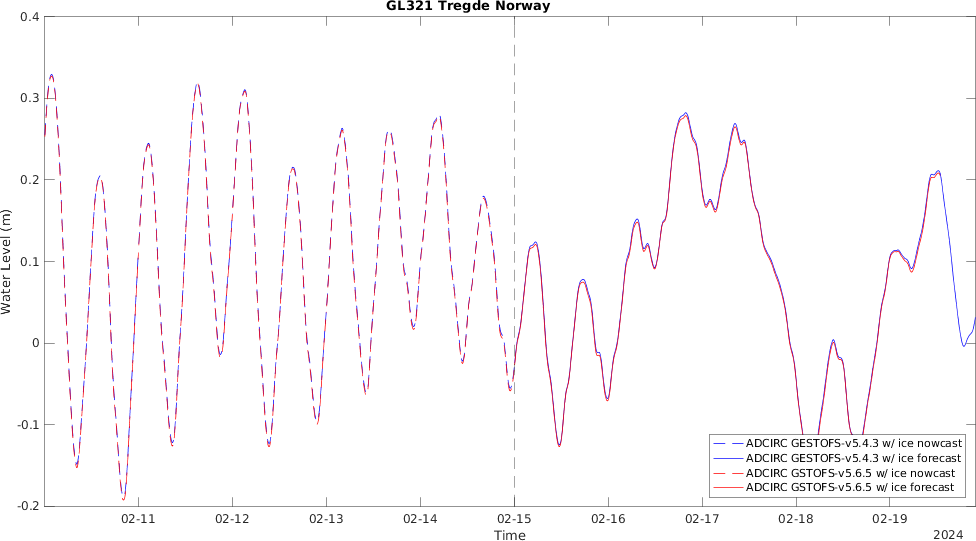 GL321 Tregde Norway
0.4
0.3
0.2
0.1
0
-0.1
-0.2
Water Level (m)
02-11 02-12 02-13 02-14 02-15 02-16 02-17 02-18 02-19
Time
2024
ADCIRC GESTOFS-v5.4.3 w/ ice nowcast
ADCIRC GESTOFS-v5.4.3 w/ ice forecast
ADCIRC GSTOFS-v5.6.5 w/ ice nowcast
ADCIRC GSTOFS-v5.6.5 w/ ice forecast